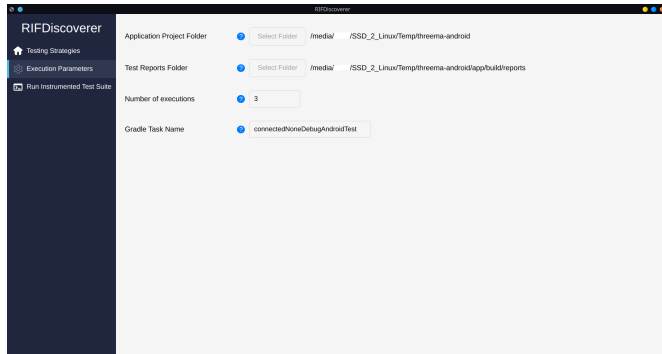 RIFDiscoverer
RIFDiscoverer
Testing Strategies
Execution Parameters
Run Instrumented Test Suite
Application Project Folder ? Select Folder /media/ /SSD_2_Linux/Temp/threema-android
Test Reports Folder ? Select Folder /media/ /SSD_2_Linux/Temp/threema-android/app/build/reports
Number of executions ? 3
Gradle Task Name ? connectedNoneDebugAndroidTest